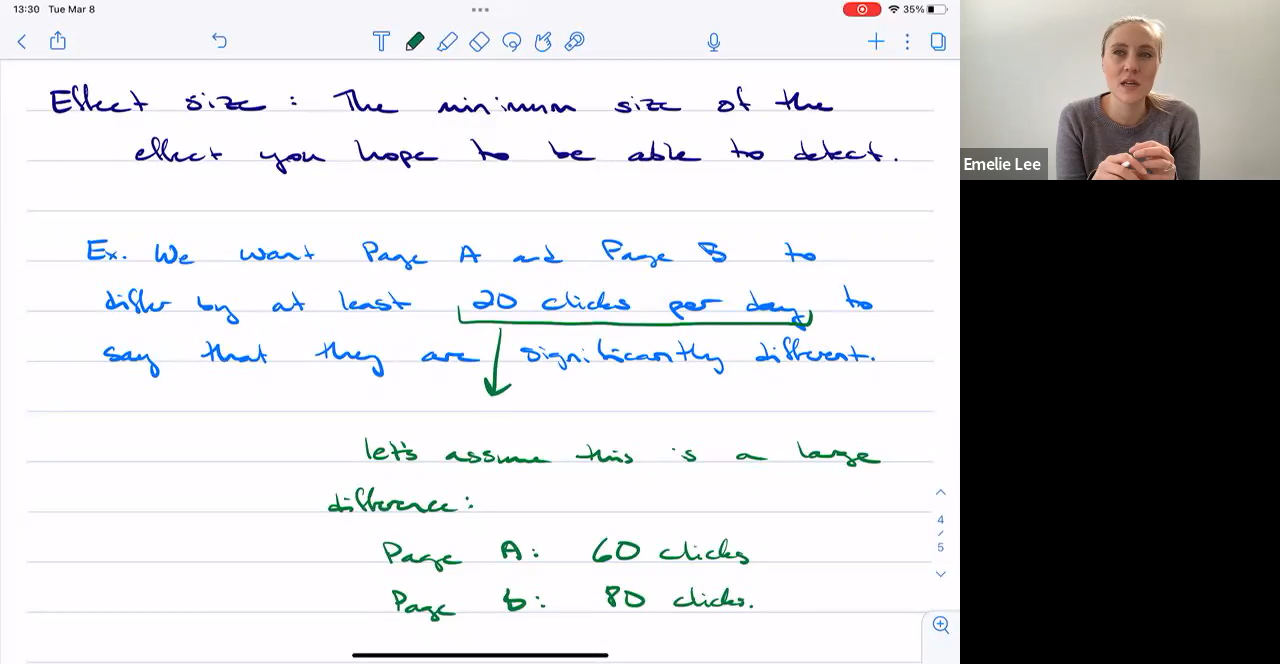 13:30 Tue Mar 8
35%
Effect size: The minimum size of the
effect you hope to be able to detect.
Ex. We want Page A and Page B to
differ by at least 20 clicks per day to
say that they are significantly different.
let's assume this is a large
difference:
Page A: 60 clicks
Page b: 80 clicks.
4
5
Emelie Lee